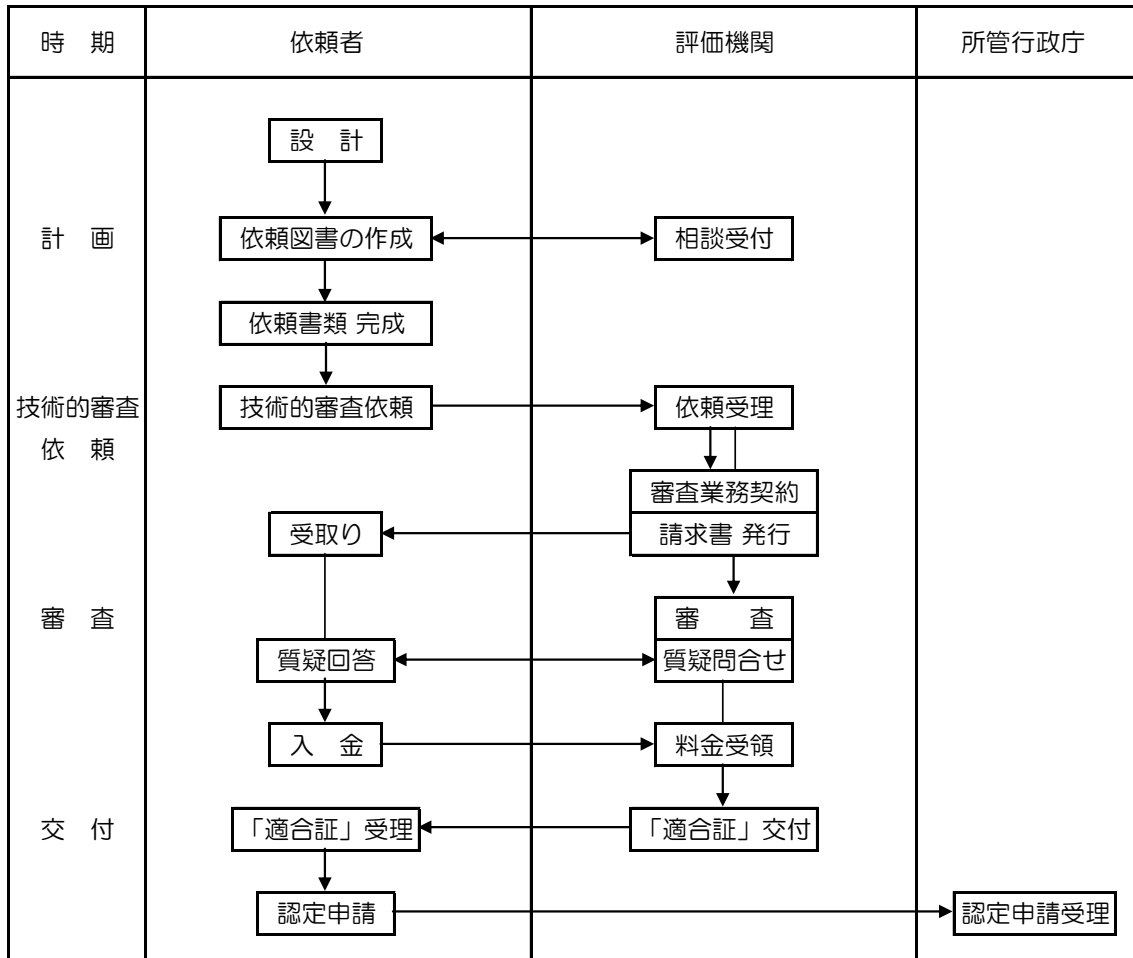 時　期
依頼者
評価機関
所管行政庁
設　計
計　画
依頼図書の作成
相談受付
依頼書類 完成
技術的審査
依　頼
技術的審査依頼
依頼受理
審査業務契約
受取り
請求書 発行
審　査
審　　査
質疑回答
質疑問合せ
入　金
料金受領
交　付
「適合証」受理
「適合証」交付
認定申請
認定申請受理